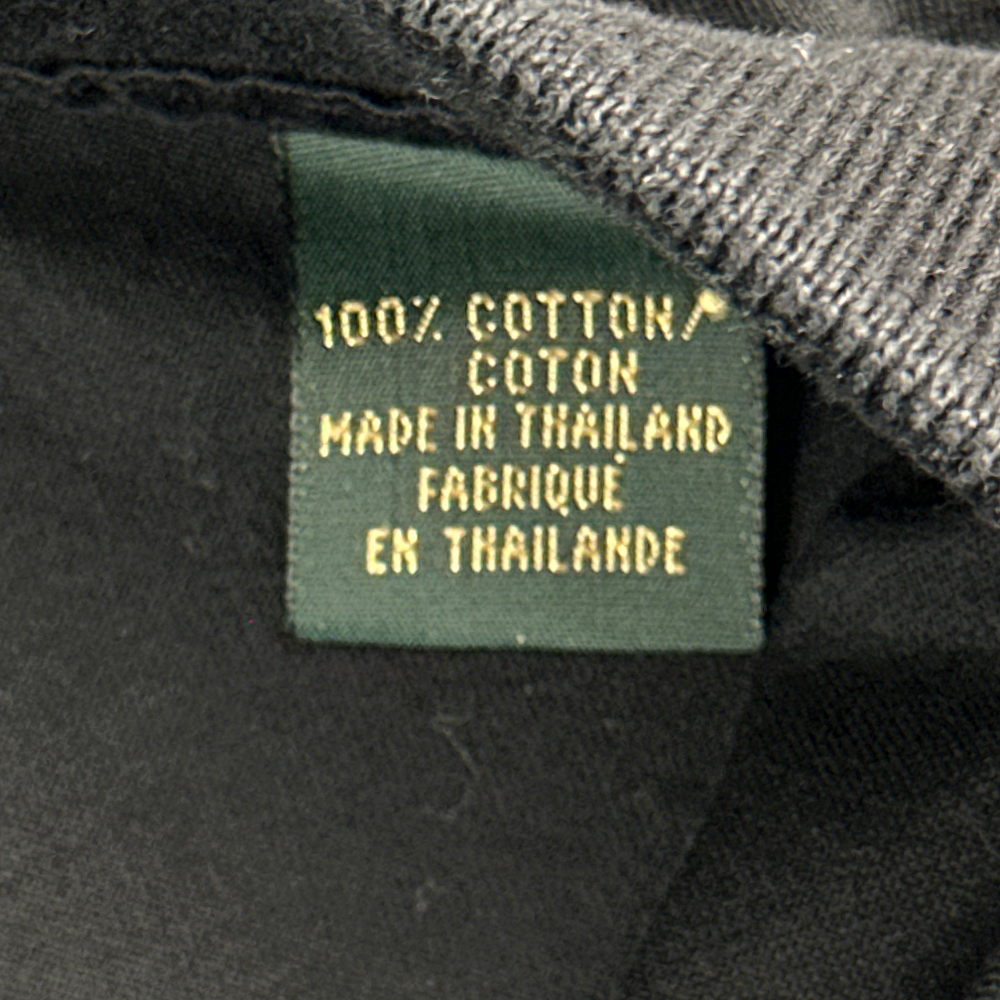 100% COTTON/
COTON
MADE IN THAILAND
FABRIQUÉ
EN THAILANDE